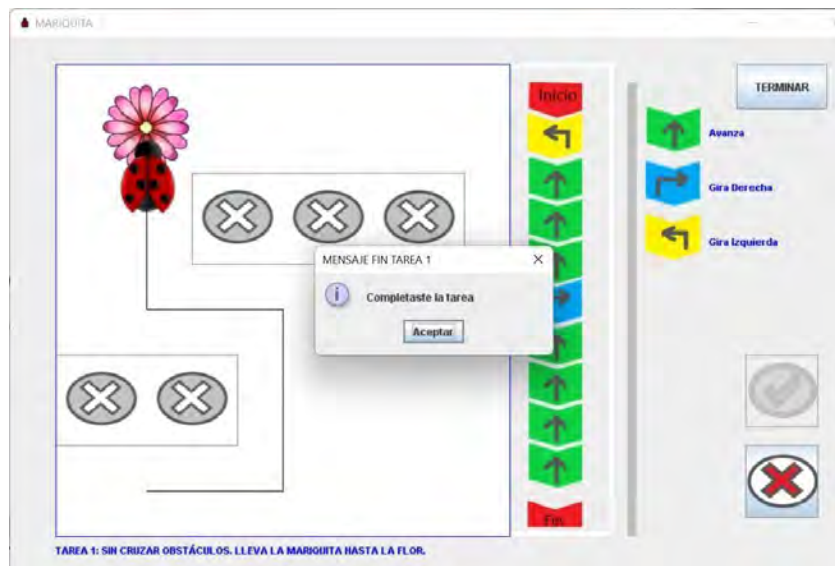 MARIQUITA
TERMINAR
Inicio
Avanza
Gira Derecha
Gira Izquierda
MENSAJE FIN TAREA 1
Completaste la tarea
Aceptar
Fin
TAREA 1: SIN CRUZAR OBSTÁCULOS. LLEVA LA MARIQUITA HASTA LA FLOR.